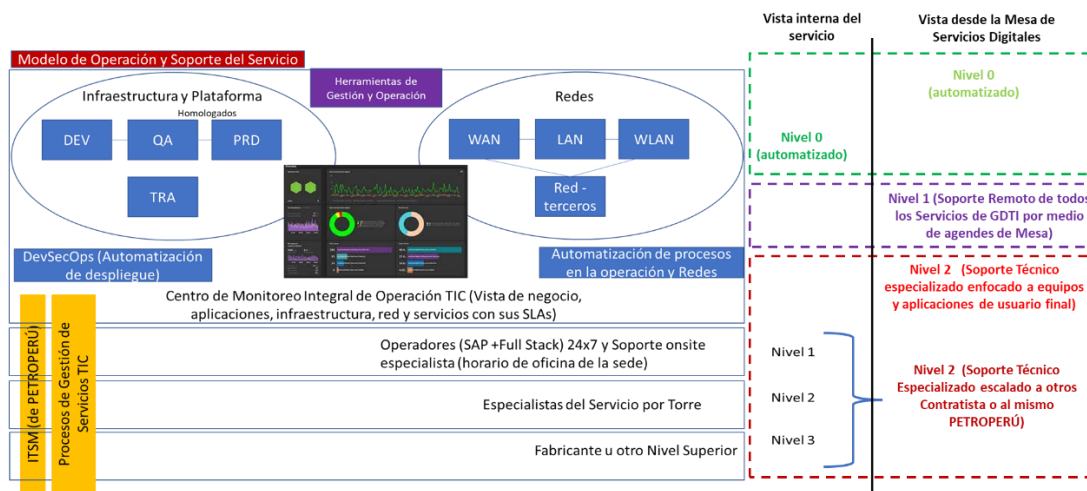 Modelo de Operación y Soporte del Servicio
Herramientas de
Gestión y Operación
Infraestructura y Plataforma
Homologados
DEV
QA
PRD
TRA
Redes
WAN
LAN
WLAN
Red -
terceros
DevSecOps (Automatización
de despliegue)
Automatización de procesos
en la operación y Redes
Centro de Monitoreo Integral de Operación TIC (Vista de negocio,
aplicaciones, infraestructura, red y servicios con sus SLAs)
Operadores (SAP +Full Stack) 24x7 y Soporte onsite
especialista (horario de oficina de la sede)
Especialistas del Servicio por Torre
Fabricante u otro Nivel Superior
ITSM (de PETROPERÚ)
Procesos de Gestión de
Servicios TIC
Vista interna del
servicio
Nivel 0
(automatizado)
Nivel 1
Nivel 2
Nivel 3
Vista desde la Mesa de
Servicios Digitales
Nivel 0
(automatizado)
Nivel 1 (Soporte Remoto de todos
los Servicios de GDTI por medio
de agendes de Mesa)
Nivel 2 (Soporte Técnico
especializado enfocado a equipos
y aplicaciones de usuario final)
Nivel 2 (Soporte Técnico
Especializado escalado a otros
Contratista o al mismo
PETROPERÚ)